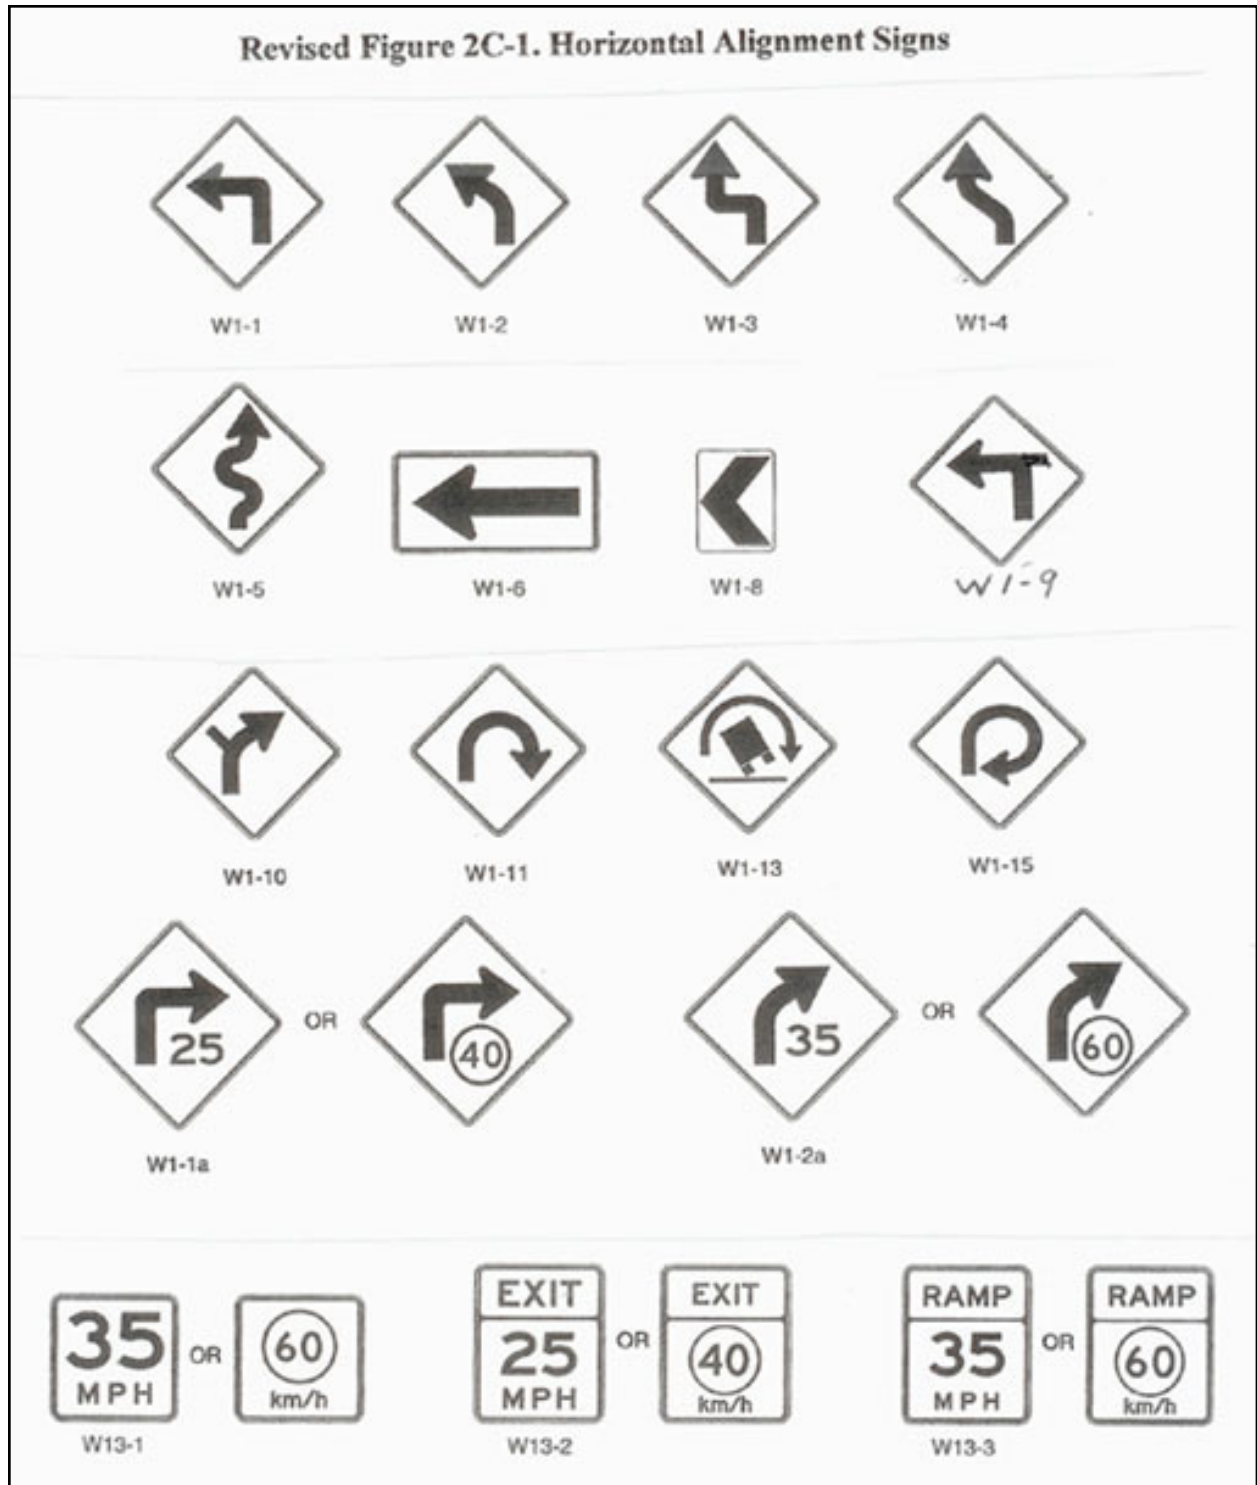 Revised Figure 2C-1. Horizontal Alignment Signs
W1-1 W1-2 W1-3 W1-4
W1-5 W1-6 W1-8 W1-9
W1-10 W1-11 W1-13 W1-15
25 OR 40 35 OR 60
W1-1a W1-2a
35 MPH OR 60 km/h
EXIT 25 MPH OR EXIT 40 km/h
RAMP 35 MPH OR RAMP 60 km/h
W13-1 W13-2 W13-3